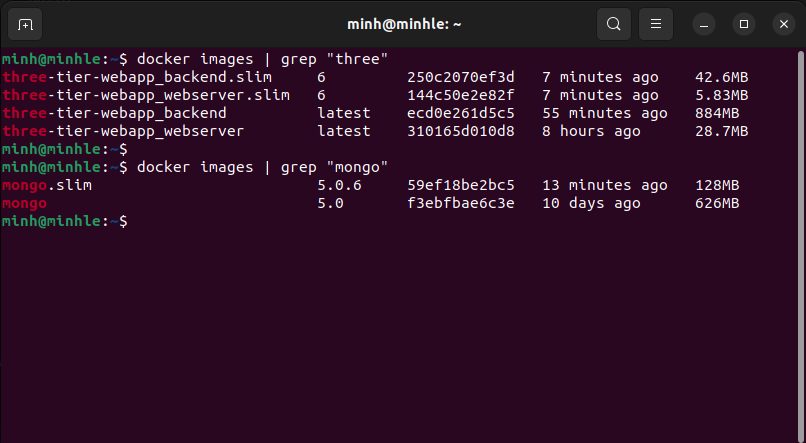 minh@minhle: ~
minh@minhle:~$ docker images | grep "three"
three-tier-webapp_backend.slim     6         250c2070ef3d   7 minutes ago    42.6MB
three-tier-webapp_webserver.slim   6         144c50e2e82f   7 minutes ago    5.83MB
three-tier-webapp_backend          latest    ecd0e261d5c5   55 minutes ago   884MB
three-tier-webapp_webserver        latest    310165d010d8   8 hours ago      28.7MB
minh@minhle:~$
minh@minhle:~$ docker images | grep "mongo"
mongo.slim                         5.0.6     59ef18be2bc5   13 minutes ago   128MB
mongo                              5.0       f3ebfbae6c3e   10 days ago      626MB
minh@minhle:~$